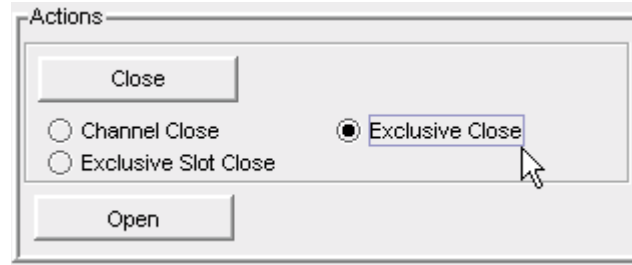 Actions
Close
Channel Close
Exclusive Close
Exclusive Slot Close
Open